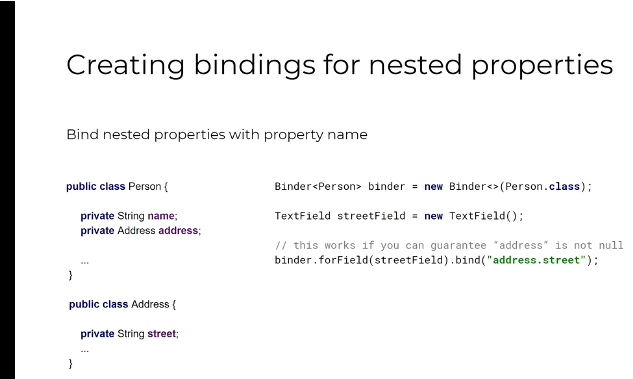 Creating bindings for nested properties
Bind nested properties with property name
public class Person {
private String name;
private Address address;
...
}
public class Address {
private String street;
...
}
Binder<Person> binder = new Binder<>(Person.class);
TextField streetField = new TextField();
// this works if you can guarantee "address" is not null
binder.forField(streetField).bind("address.street");